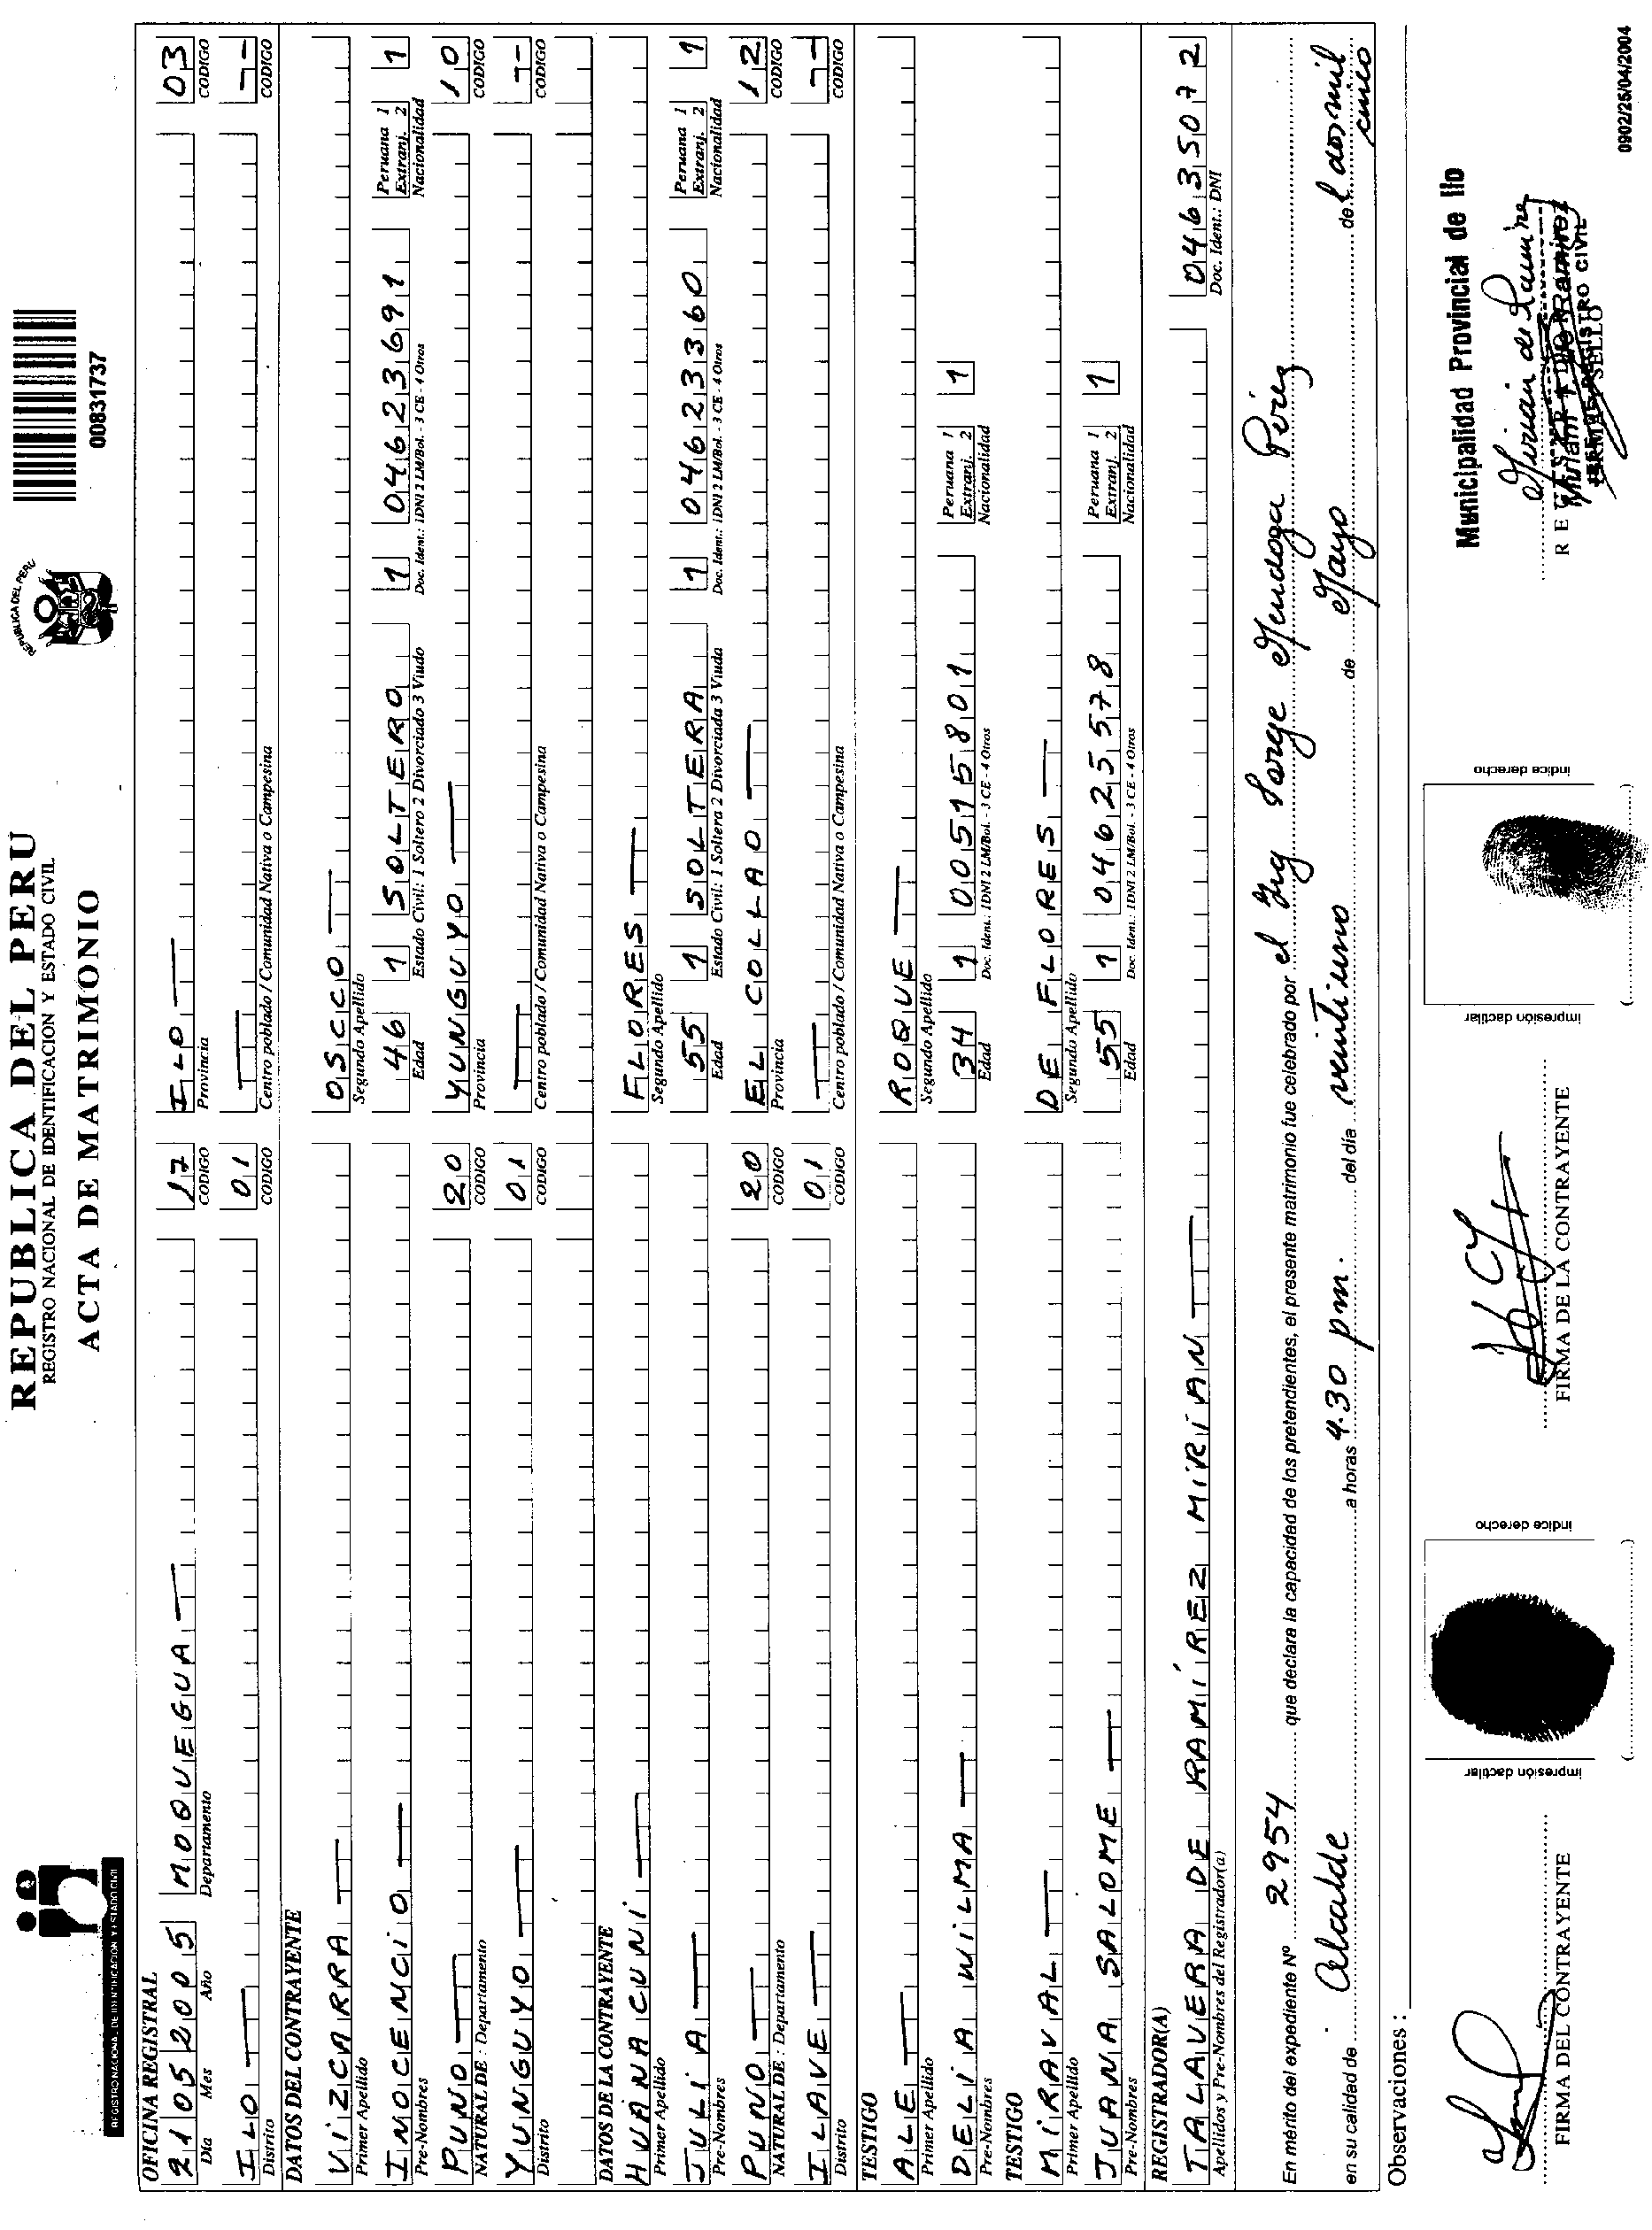 REPUBLICA DEL PERU
REGISTRO NACIONAL DE IDENTIFICACION Y ESTADO CIVIL
ACTA DE MATRIMONIO
REGISTRO NACIONAL DE IDENTIFICACION Y ESTADO CIVIL
REPUBLICA DEL PERU
00831737
OFICINA REGISTRAL
21 05 2005 MOQUEGUA 17 ILO 03
Día Mes Año Departamento CODIGO Provincia CODIGO
ILO 01
Distrito CODIGO Centro poblado / Comunidad Nativa o Campesina CODIGO
DATOS DEL CONTRAYENTE
VIZCARRA OSCCO
Primer Apellido Segundo Apellido
INOCENCIO 46 1 SOLTERO 1 04623691 Peruana 1 Extranj. 2 1
Pre-Nombres Edad Estado Civil: 1 Soltero 2 Divorciado 3 Viudo Doc. Ident.: 1DNI 2 LM/Bol. - 3 CE - 4 Otros Nacionalidad
PUNO 20 YUNGUYO 10
NATURAL DE : Departamento CODIGO Provincia CODIGO
YUNGUYO 01
Distrito CODIGO Centro poblado / Comunidad Nativa o Campesina CODIGO
DATOS DE LA CONTRAYENTE
HUANACUNI FLORES
Primer Apellido Segundo Apellido
JULIA 55 1 SOLTERA 1 04623360 Peruana 1 Extranj. 2 1
Pre-Nombres Edad Estado Civil: 1 Soltera 2 Divorciada 3 Viuda Doc. Ident.: 1DNI 2 LM/Bol. - 3 CE - 4 Otros Nacionalidad
PUNO 20 EL COLLAO 12
NATURAL DE : Departamento CODIGO Provincia CODIGO
ILAVE 01
Distrito CODIGO Centro poblado / Comunidad Nativa o Campesina CODIGO
TESTIGO
ALE ROQUE
Primer Apellido Segundo Apellido
DELIA WILMA 34 1 00515801 Peruana 1 Extranj. 2 1
Pre-Nombres Edad Doc. Ident.: 1DNI 2 LM/Bol. - 3 CE - 4 Otros Nacionalidad
TESTIGO
MIRAVAL DE FLORES
Primer Apellido Segundo Apellido
JUANA SALOME 55 1 04625578 Peruana 1 Extranj. 2 1
Pre-Nombres Edad Doc. Ident.: 1DNI 2 LM/Bol. - 3 CE - 4 Otros Nacionalidad
REGISTRADOR(A)
TALAVERA DE RAMÍREZ MIRIAN 04635072
Apellidos y Pre-Nombres del Registrador(a) Doc. Ident.: DNI
En mérito del expediente Nº 2954 que declara la capacidad de los pretendientes, el presente matrimonio fue celebrado por el Ing Jorge Mendoza Pérez
en su calidad de Alcalde a horas 4.30 pm. del día veintiuno de Mayo del dos mil cinco
Observaciones :
impresión dactilar
índice derecho
impresión dactilar
índice derecho
Municipalidad Provincial de Ilo
Mirian de Ramirez
FIRMA DEL CONTRAYENTE
FIRMA DE LA CONTRAYENTE
0902/25/04/2004